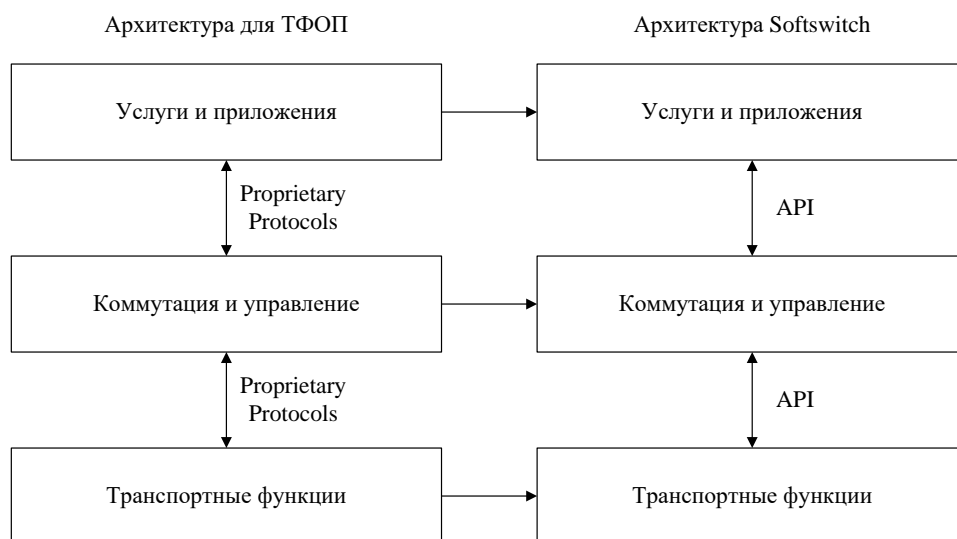 Архитектура для ТФОП
Архитектура Softswitch
Услуги и приложения
Услуги и приложения
Proprietary
Protocols
API
Коммутация и управление
Коммутация и управление
Proprietary
Protocols
API
Транспортные функции
Транспортные функции